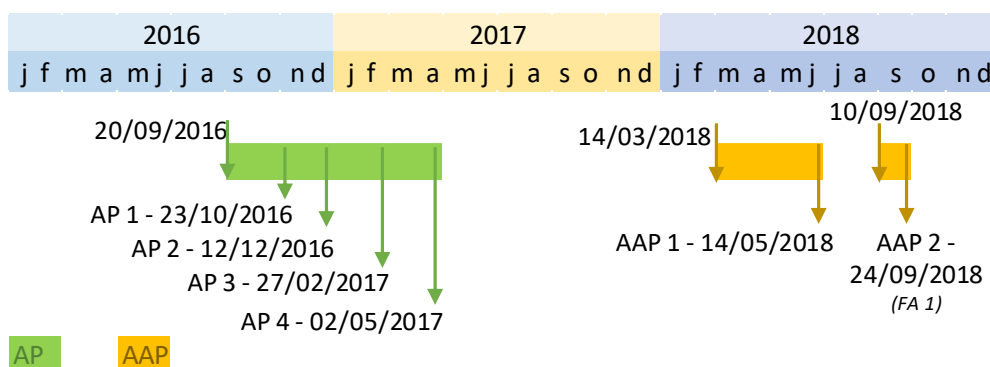 2016 2017 2018
j f m a m j j a s o n d j f m a m j j a s o n d j f m a m j j a s o n d
10/09/2018
20/09/2016 14/03/2018
AP 1 - 23/10/2016
AP 2 - 12/12/2016
AP 3 - 27/02/2017
AP 4 - 02/05/2017
AAP 1 - 14/05/2018
AAP 2 -
24/09/2018
(FA 1)
AP AAP